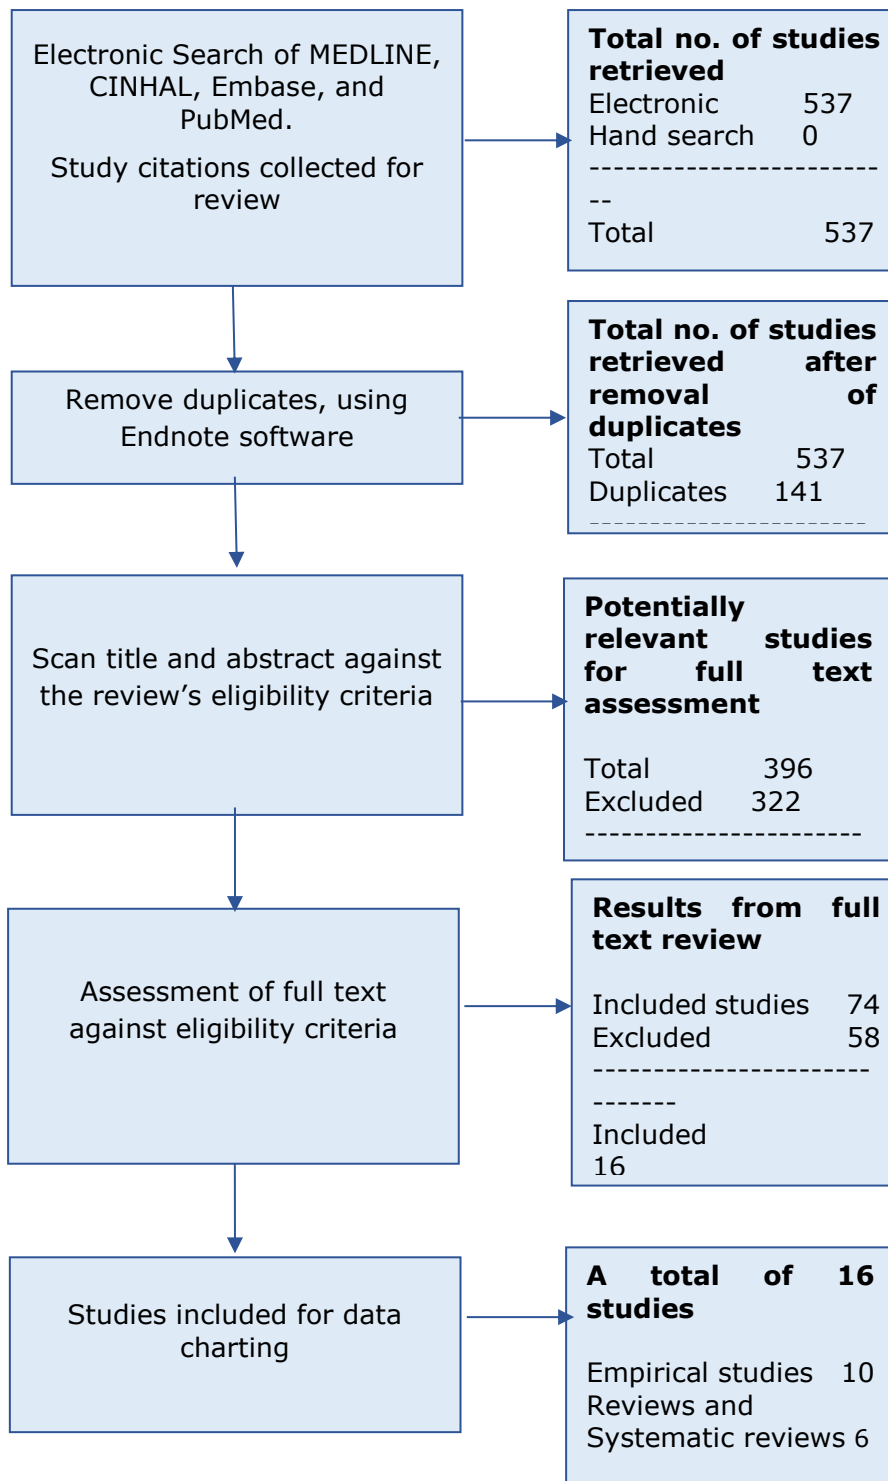 Electronic Search of MEDLINE,
CINHAL, Embase, and
PubMed.
Study citations collected for
review
Total no. of studies
retrieved
Electronic 537
Hand search 0
------------------------
--
Total 537
Remove duplicates, using
Endnote software
Total no. of studies
retrieved after
removal of
duplicates
Total 537
Duplicates 141
-----------------------
Scan title and abstract against
the review's eligibility criteria
Potentially
relevant studies
for full text
assessment
Total 396
Excluded 322
-----------------------
Assessment of full text
against eligibility criteria
Results from full
text review
Included studies 74
Excluded 58
-----------------------
-------
Included
16
Studies included for data
charting
A total of 16
studies
Empirical studies 10
Reviews and
Systematic reviews 6